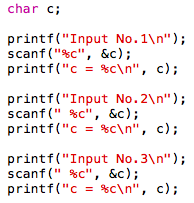 char c;
printf("Input No.1\n");
scanf("%c", &c);
printf("c = %c\n", c);
printf("Input No.2\n");
scanf(" %c", &c);
printf("c = %c\n", c);
printf("Input No.3\n");
scanf(" %c", &c);
printf("c = %c\n", c);